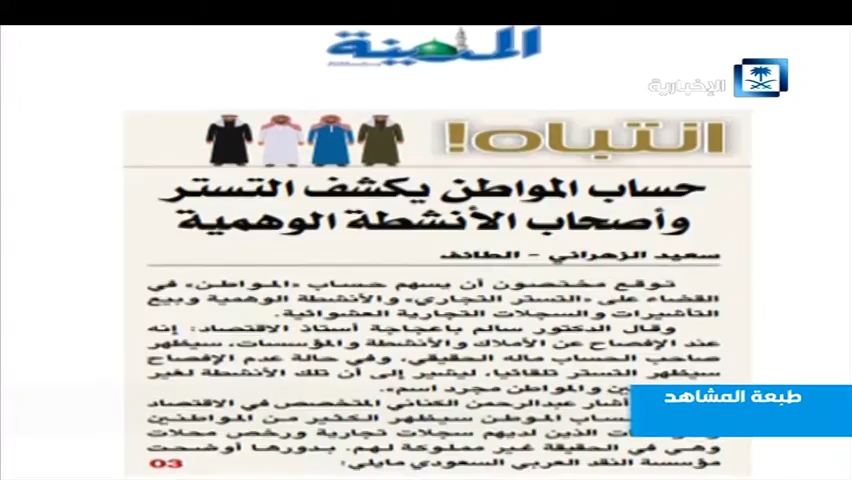 المدينة
الإخبارية
انتباه!
حساب المواطن يكشف التستر
وأصحاب الأنشطة الوهمية
سعيد الزهراني - الطائف
توقع مختصون أن يسهم حساب «المواطن» في
القضاء على «التستر التجاري» والأنشطة الوهمية وبيع
التأشيرات والسجلات التجارية العشوائية.
وقال الدكتور سالم باعجاجة أستاذ الاقتصاد: إنه
عند الإفصاح عن الأملاك والأنشطة والمؤسسات، سيظهر
صاحب الحساب ماله الحقيقي، وفي حالة عدم الإفصاح
سيظهر التستر تلقائيا، ليشير إلى أن تلك الأنشطة لغير
والمواطن مجرد اسم».
أشار عبدالرحمن الكناني المتخصص في الاقتصاد
حساب المواطن سيظهر الكثير من المواطنين
الذين لديهم سجلات تجارية ورخص محلات
وهي في الحقيقة غير مملوكة لهم. بدورها أوضحت
مؤسسة النقد العربي السعودي مايلي:
03
طبعة المشاهد